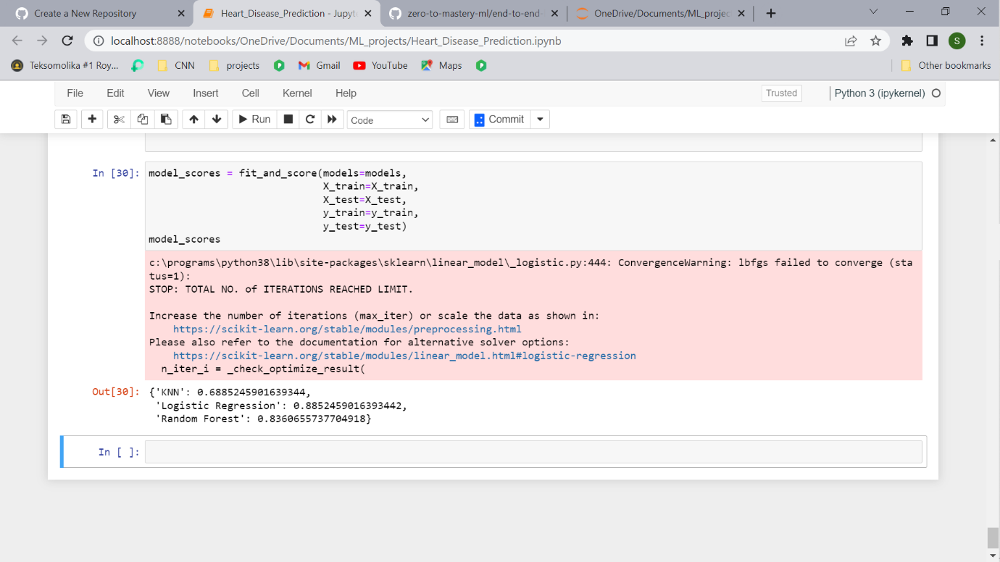 Create a New Repository
Heart_Disease_Prediction - Jupyt
zero-to-mastery-ml/end-to-end-
OneDrive/Documents/ML_projec
localhost:8888/notebooks/OneDrive/Documents/ML_projects/Heart_Disease_Prediction.ipynb
S
Teksomolika #1 Roy...
CNN
projects
Gmail
YouTube
Maps
Other bookmarks
File Edit View Insert Cell Kernel Help
Trusted
Python 3 (ipykernel)
Run
Code
Commit
In [30]:
model_scores = fit_and_score(models=models,
X_train=X_train,
X_test=X_test,
y_train=y_train,
y_test=y_test)
model_scores
c:\programs\python38\lib\site-packages\sklearn\linear_model\_logistic.py:444: ConvergenceWarning: lbfgs failed to converge (sta
tus=1):
STOP: TOTAL NO. of ITERATIONS REACHED LIMIT.
Increase the number of iterations (max_iter) or scale the data as shown in:
https://scikit-learn.org/stable/modules/preprocessing.html
Please also refer to the documentation for alternative solver options:
https://scikit-learn.org/stable/modules/linear_model.html#logistic-regression
n_iter_i = _check_optimize_result(
Out[30]:
{'KNN': 0.6885245901639344,
'Logistic Regression': 0.8852459016393442,
'Random Forest': 0.8360655737704918}
In [ ]: